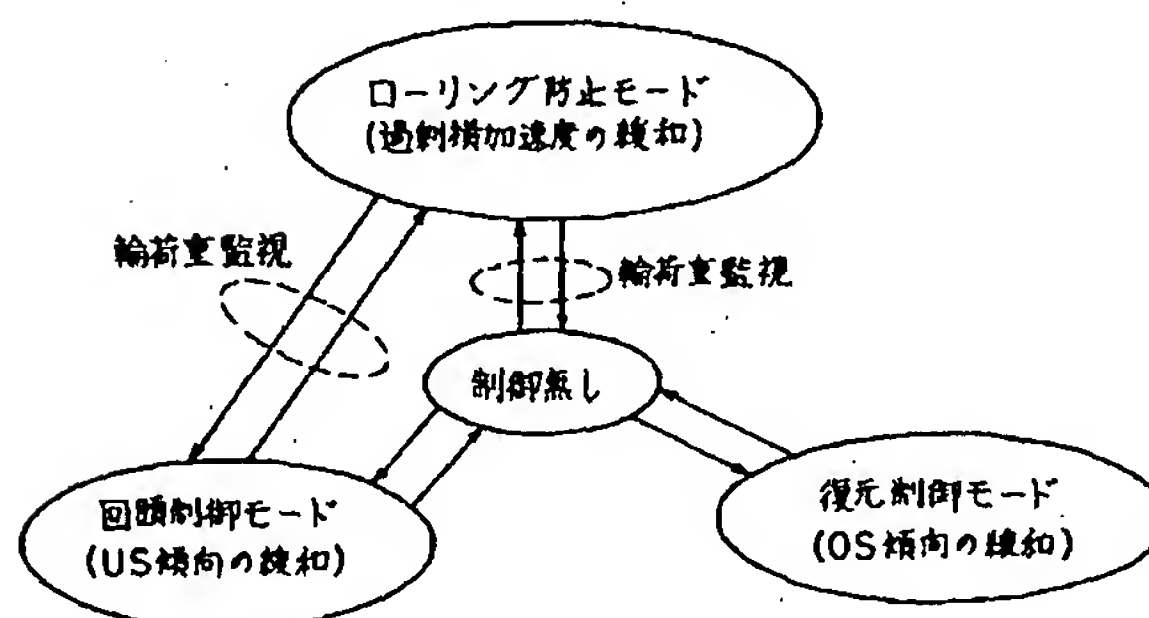 ローリング防止モード
(過剰横加速度の緩和)
輪荷重監視
輪荷重監視
制御無し
回頭制御モード
(US傾向の緩和)
復元制御モード
(OS傾向の緩和)